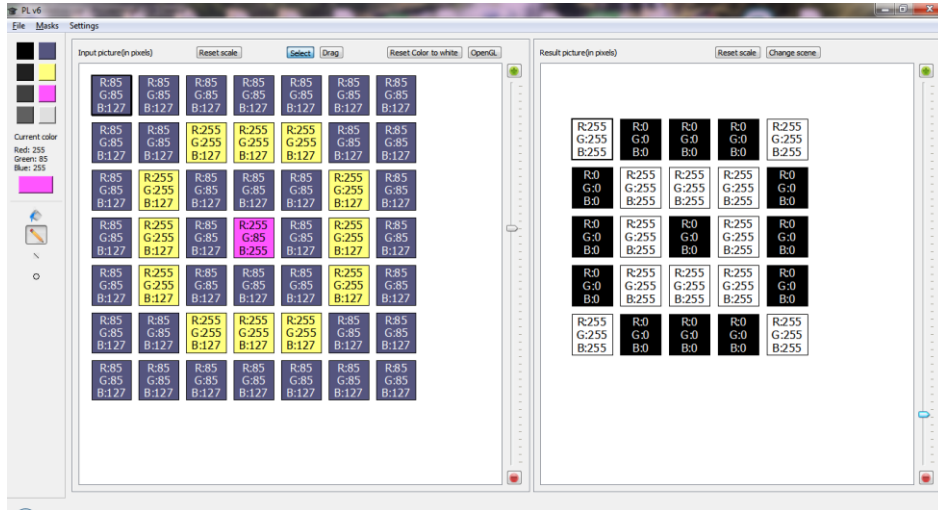 PL v6
File Masks Settings
Current color
Red: 255
Green: 85
Blue: 255
Input picture(in pixels) Reset scale Select Drag Reset Color to white OpenGL
R:85 R:85 R:85 R:85 R:85 R:85 R:85
G:85 G:85 G:85 G:85 G:85 G:85 G:85
B:127 B:127 B:127 B:127 B:127 B:127 B:127
R:85 R:85 R:255 R:255 R:255 R:85 R:85
G:85 G:85 G:255 G:255 G:255 G:85 G:85
B:127 B:127 B:127 B:127 B:127 B:127 B:127
R:85 R:255 R:85 R:85 R:85 R:255 R:85
G:85 G:255 G:85 G:85 G:85 G:255 G:85
B:127 B:127 B:127 B:127 B:127 B:127 B:127
R:85 R:255 R:85 R:255 R:85 R:255 R:85
G:85 G:255 G:85 G:85 G:85 G:255 G:85
B:127 B:127 B:127 B:255 B:127 B:127 B:127
R:85 R:255 R:85 R:85 R:85 R:255 R:85
G:85 G:255 G:85 G:85 G:85 G:255 G:85
B:127 B:127 B:127 B:127 B:127 B:127 B:127
R:85 R:85 R:255 R:255 R:255 R:85 R:85
G:85 G:85 G:255 G:255 G:255 G:85 G:85
B:127 B:127 B:127 B:127 B:127 B:127 B:127
R:85 R:85 R:85 R:85 R:85 R:85 R:85
G:85 G:85 G:85 G:85 G:85 G:85 G:85
B:127 B:127 B:127 B:127 B:127 B:127 B:127
Result picture(in pixels) Reset scale Change scene
R:255 R:0 R:0 R:0 R:255
G:255 G:0 G:0 G:0 G:255
B:255 B:0 B:0 B:0 B:255
R:0 R:255 R:255 R:255 R:0
G:0 G:255 G:255 G:255 G:0
B:0 B:255 B:255 B:255 B:0
R:0 R:255 R:0 R:255 R:0
G:0 G:255 G:0 G:255 G:0
B:0 B:255 B:0 B:255 B:0
R:0 R:255 R:255 R:255 R:0
G:0 G:255 G:255 G:255 G:0
B:0 B:255 B:255 B:255 B:0
R:255 R:0 R:0 R:0 R:255
G:255 G:0 G:0 G:0 G:255
B:255 B:0 B:0 B:0 B:255